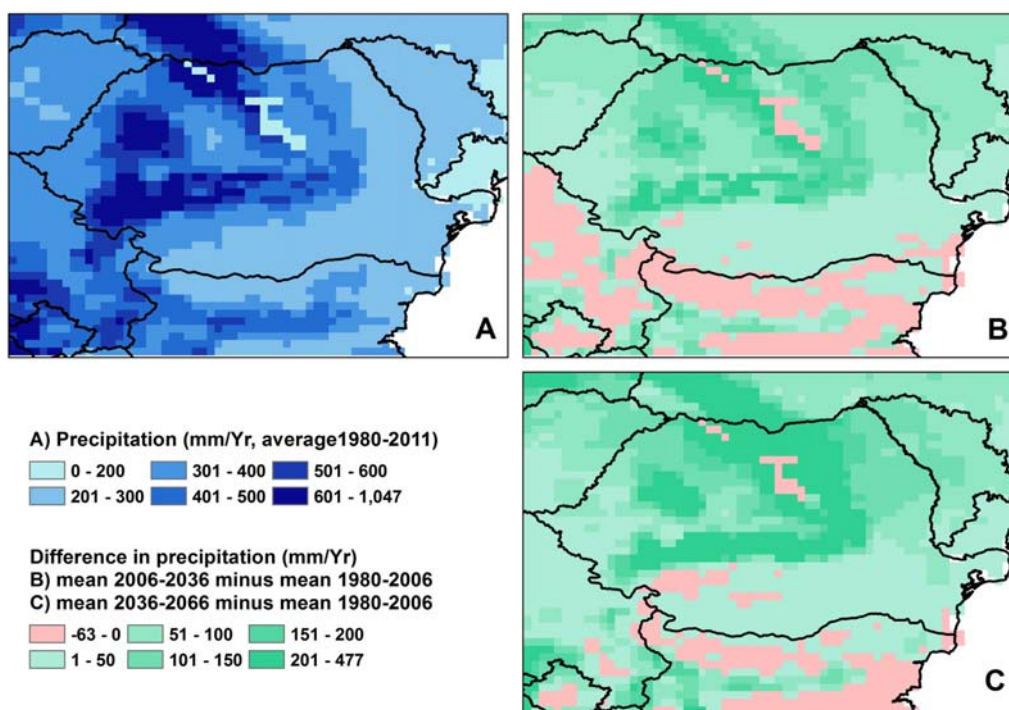 A
B
A) Precipitation (mm/Yr, average1980-2011)
0 - 200 301 - 400 501 - 600
201 - 300 401 - 500 601 - 1,047
Difference in precipitation (mm/Yr)
B) mean 2006-2036 minus mean 1980-2006
C) mean 2036-2066 minus mean 1980-2006
-63 - 0 51 - 100 151 - 200
1 - 50 101 - 150 201 - 477
C